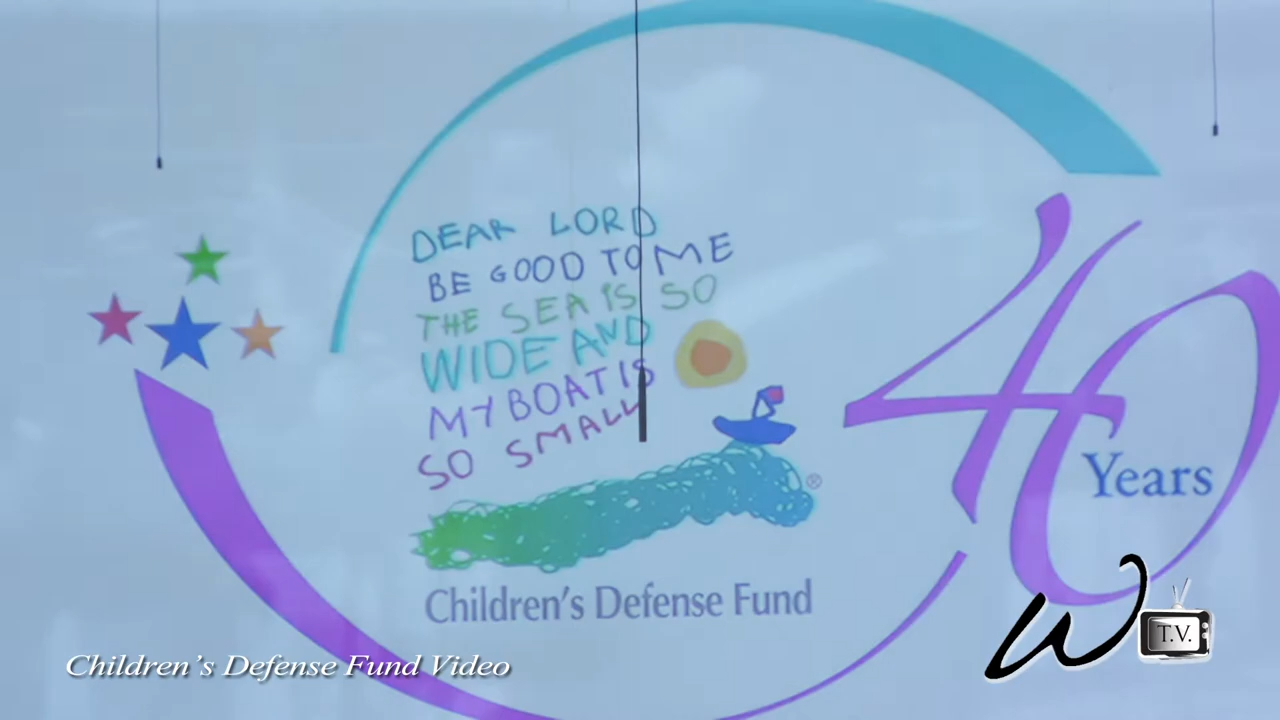 DEAR LORD
BE GOOD TO ME
THE SEA IS SO
WIDE AND
MY BOAT IS
SO SMALL
®
Children's Defense Fund
40
Years
Children's Defense Fund Video
W
T.V.